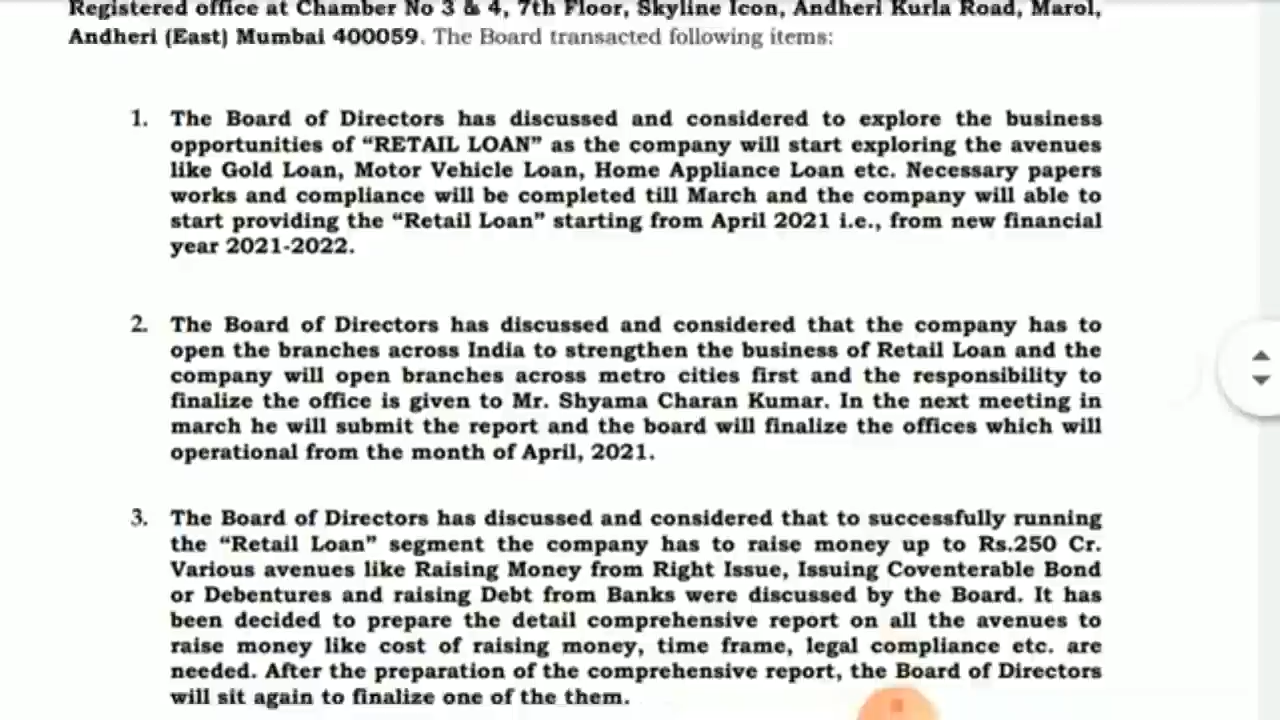 Registered office at Chamber No 3 & 4, 7th Floor, Skyline Icon, Andheri Kurla Road, Marol,
Andheri (East) Mumbai 400059. The Board transacted following items:
1. The Board of Directors has discussed and considered to explore the business
opportunities of “RETAIL LOAN” as the company will start exploring the avenues
like Gold Loan, Motor Vehicle Loan, Home Appliance Loan etc. Necessary papers
works and compliance will be completed till March and the company will able to
start providing the “Retail Loan” starting from April 2021 i.e., from new financial
year 2021-2022.
2. The Board of Directors has discussed and considered that the company has to
open the branches across India to strengthen the business of Retail Loan and the
company will open branches across metro cities first and the responsibility to
finalize the office is given to Mr. Shyama Charan Kumar. In the next meeting in
march he will submit the report and the board will finalize the offices which will
operational from the month of April, 2021.
3. The Board of Directors has discussed and considered that to successfully running
the “Retail Loan” segment the company has to raise money up to Rs.250 Cr.
Various avenues like Raising Money from Right Issue, Issuing Coventerable Bond
or Debentures and raising Debt from Banks were discussed by the Board. It has
been decided to prepare the detail comprehensive report on all the avenues to
raise money like cost of raising money, time frame, legal compliance etc. are
needed. After the preparation of the comprehensive report, the Board of Directors
will sit again to finalize one of the them.